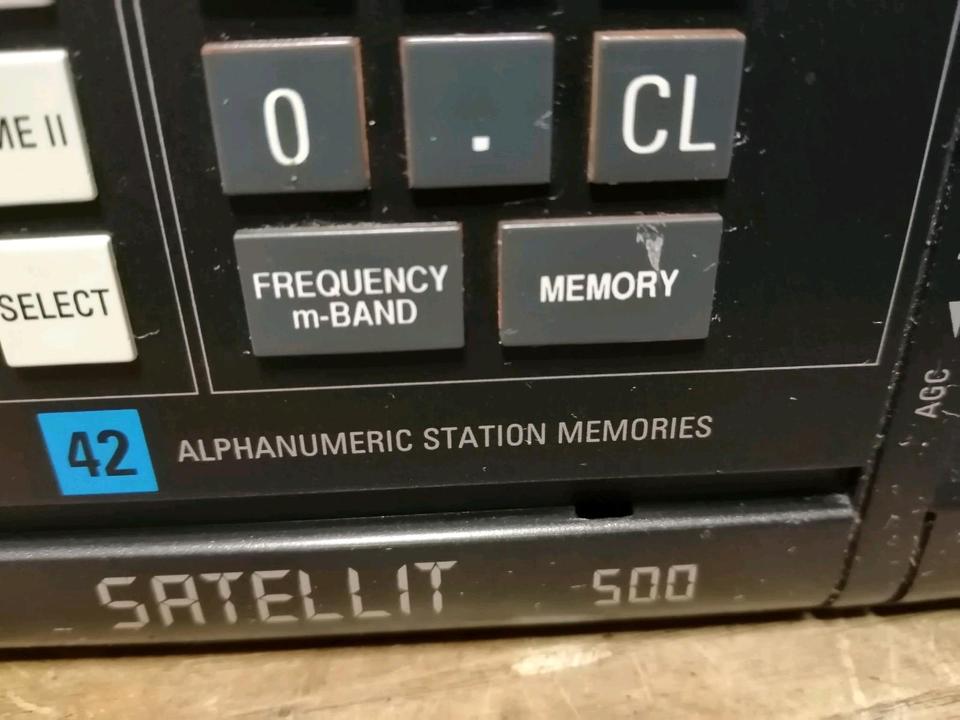 ME II
0 . CL
SELECT
FREQUENCY
m-BAND
MEMORY
AGC
42 ALPHANUMERIC STATION MEMORIES
SATELLIT 500